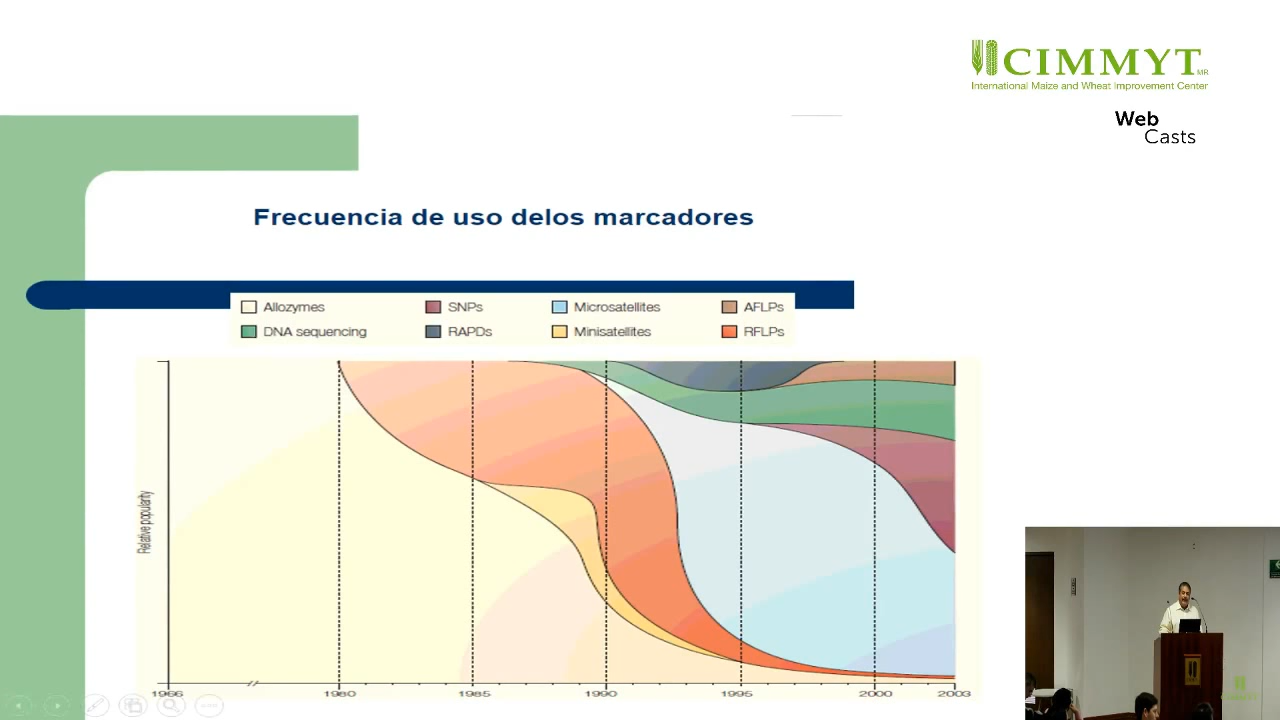 CIMMYT MR
International Maize and Wheat Improvement Center
Web
Casts
Frecuencia de uso delos marcadores
Allozymes SNPs Microsatellites AFLPs
DNA sequencing RAPDs Minisatellites RFLPs
Relative popularity
1966 1980 1985 1990 1995 2000 2003